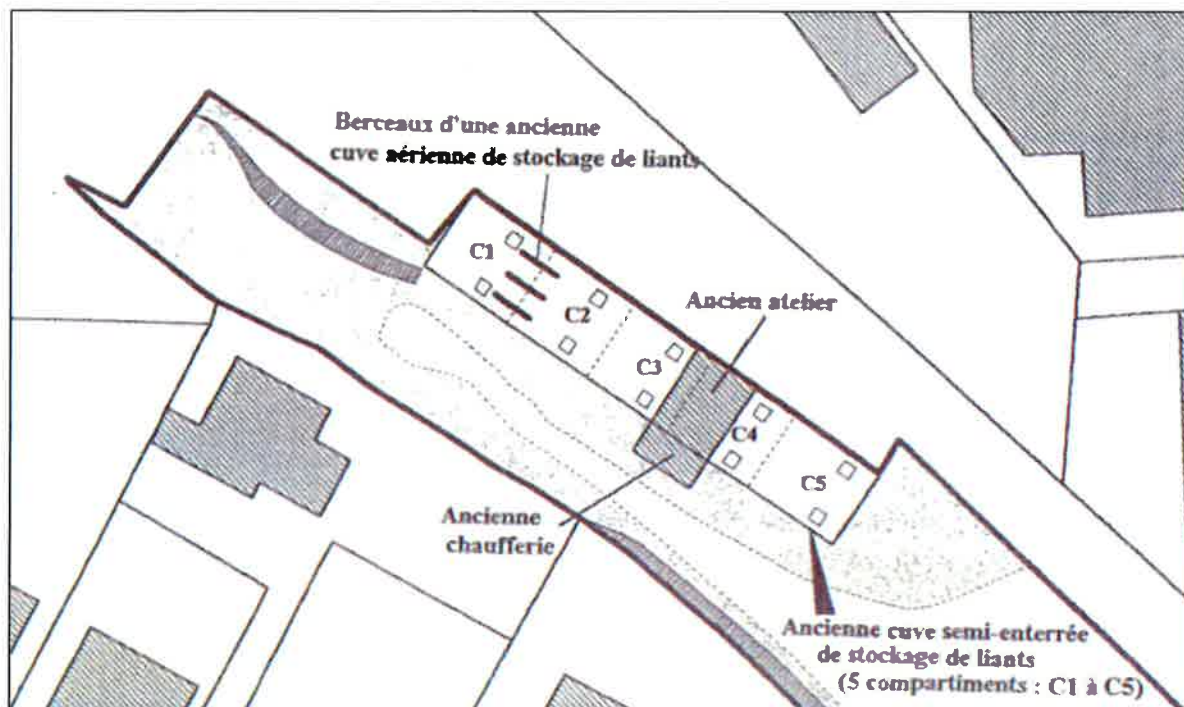 Berceaux d'une ancienne
cuve aérienne de stockage de liants
C1
C2
Ancien atelier
C3
C4
C5
Ancienne
chaufferie
Ancienne cuve semi-enterrée
de stockage de liants
(5 compartiments : C1 à C5)